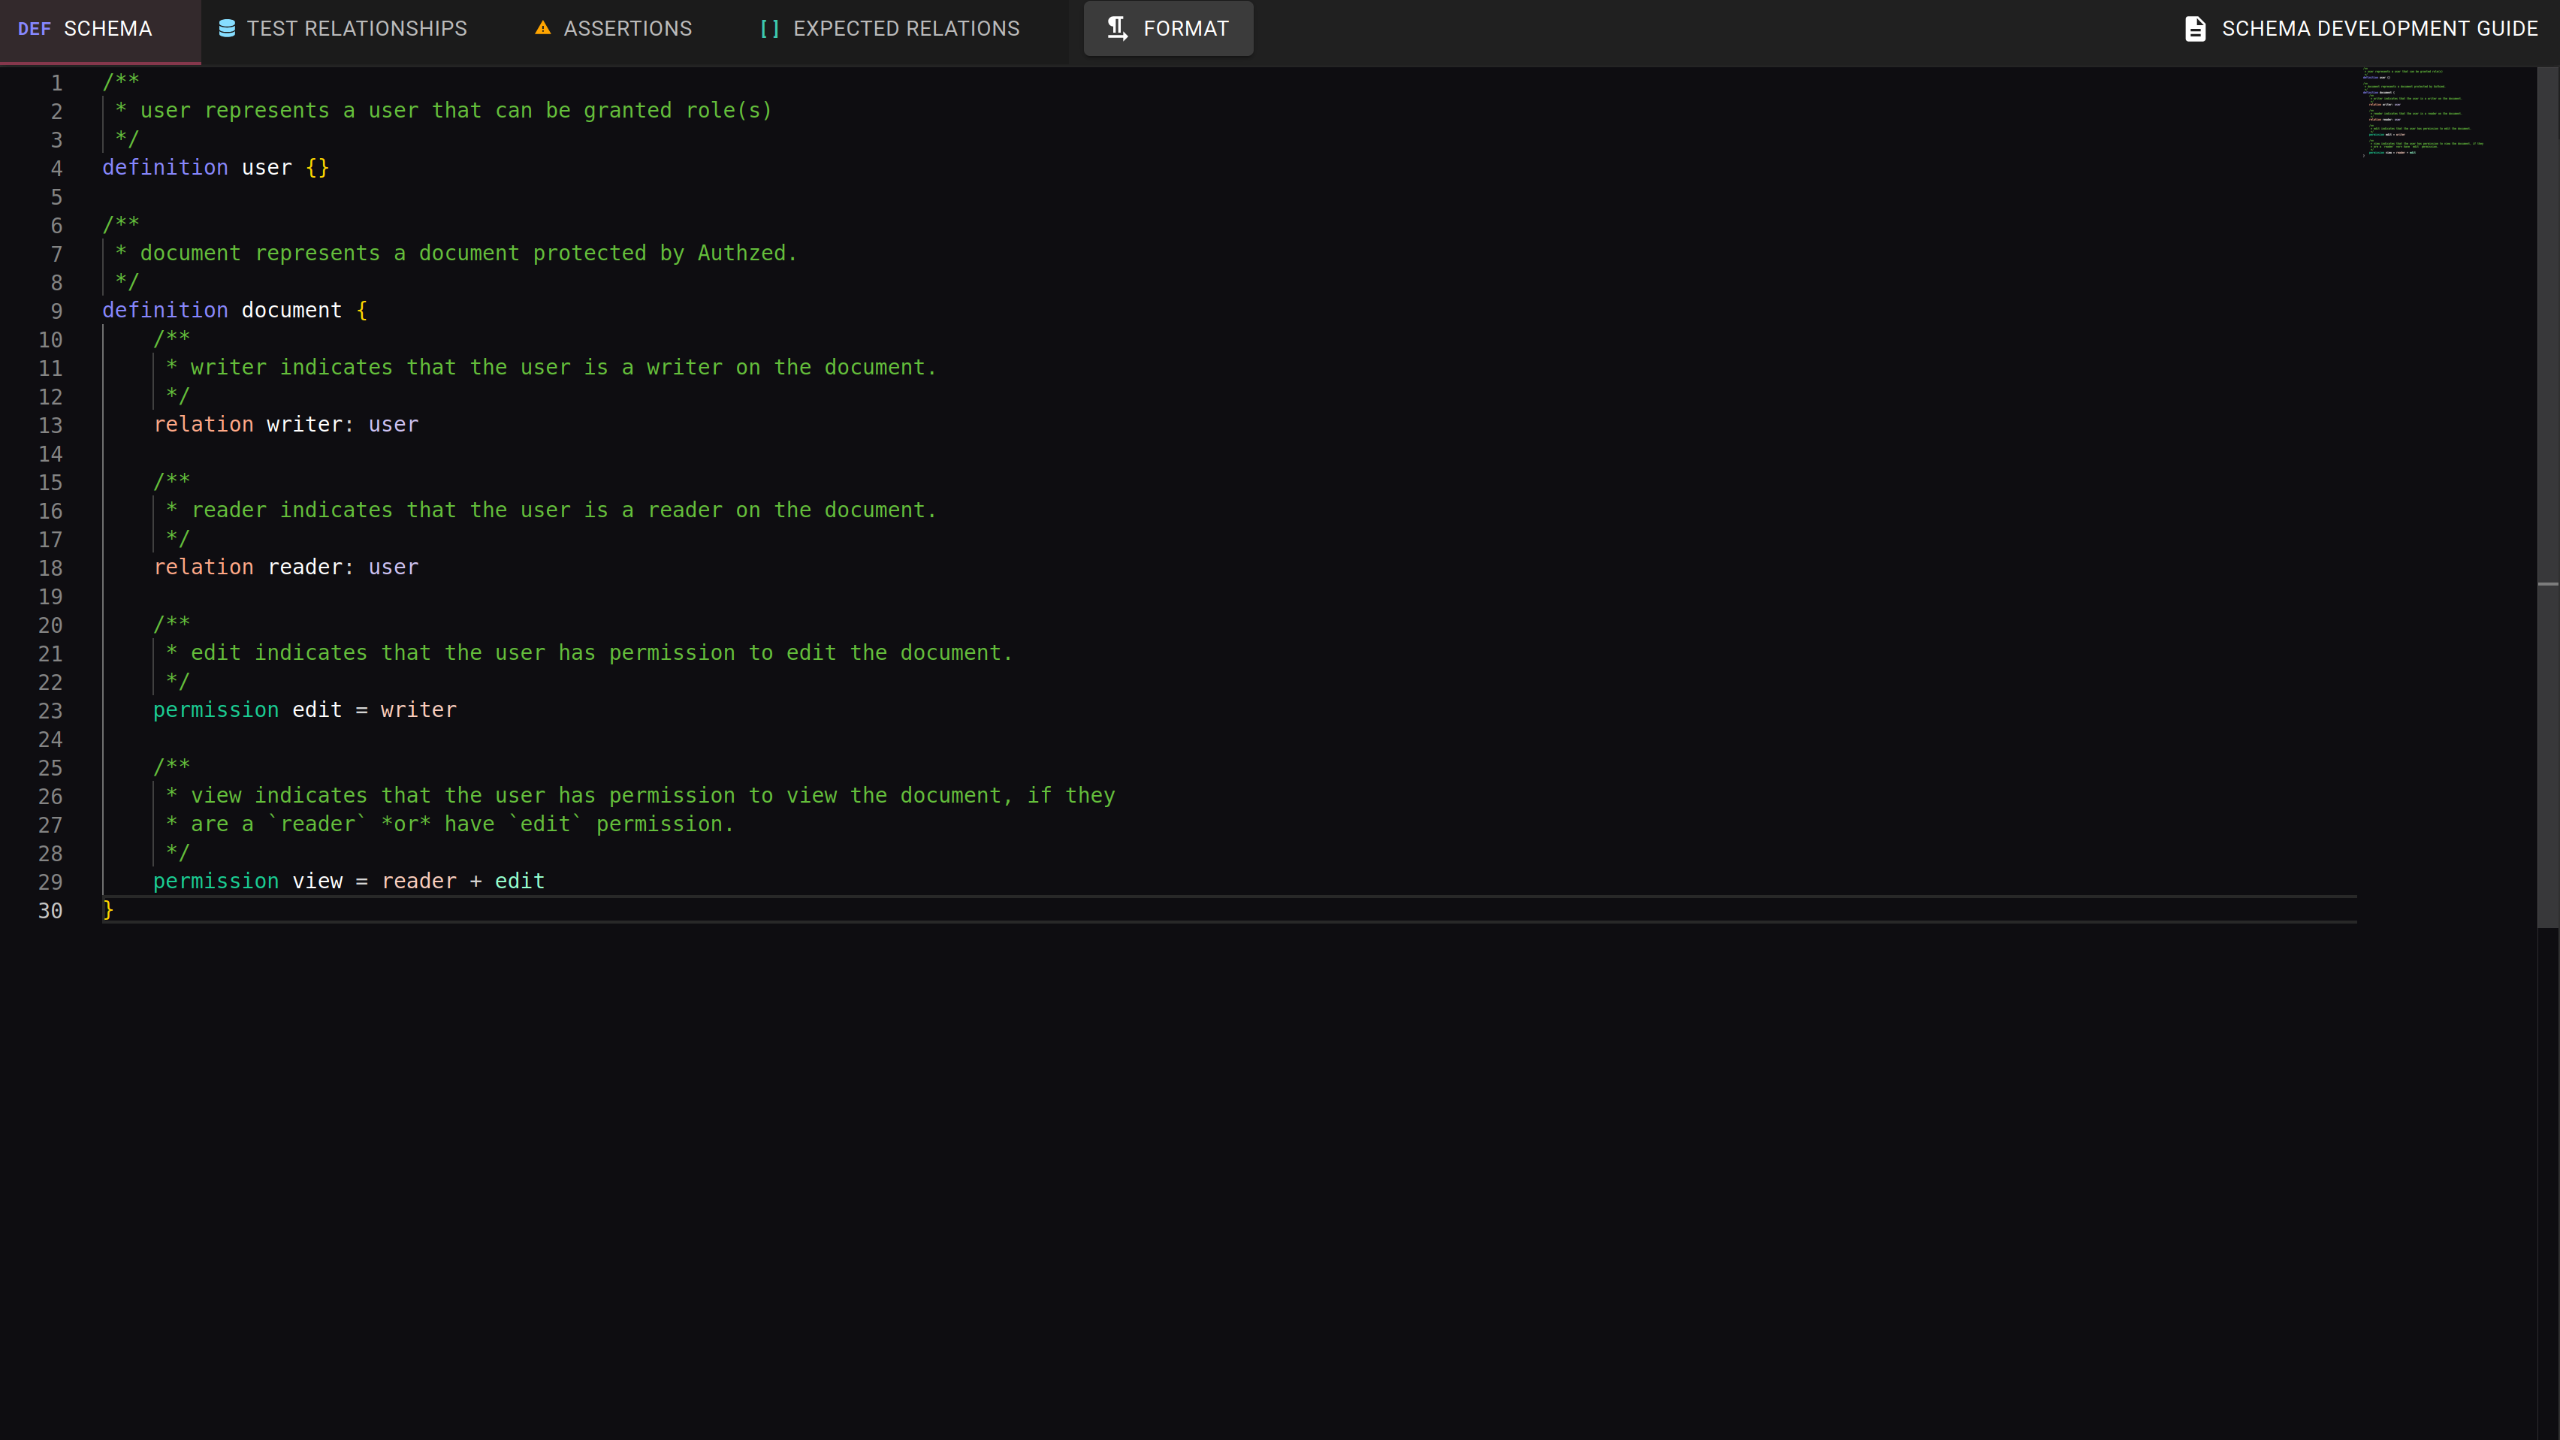 DEF SCHEMA TEST RELATIONSHIPS ASSERTIONS [ ] EXPECTED RELATIONS FORMAT SCHEMA DEVELOPMENT GUIDE
1 /**
2  * user represents a user that can be granted role(s)
3  */
4 definition user {}
5
6 /**
7  * document represents a document protected by Authzed.
8  */
9 definition document {
10     /**
11      * writer indicates that the user is a writer on the document.
12      */
13     relation writer: user
14
15     /**
16      * reader indicates that the user is a reader on the document.
17      */
18     relation reader: user
19
20     /**
21      * edit indicates that the user has permission to edit the document.
22      */
23     permission edit = writer
24
25     /**
26      * view indicates that the user has permission to view the document, if they
27      * are a `reader` *or* have `edit` permission.
28      */
29     permission view = reader + edit
30 }